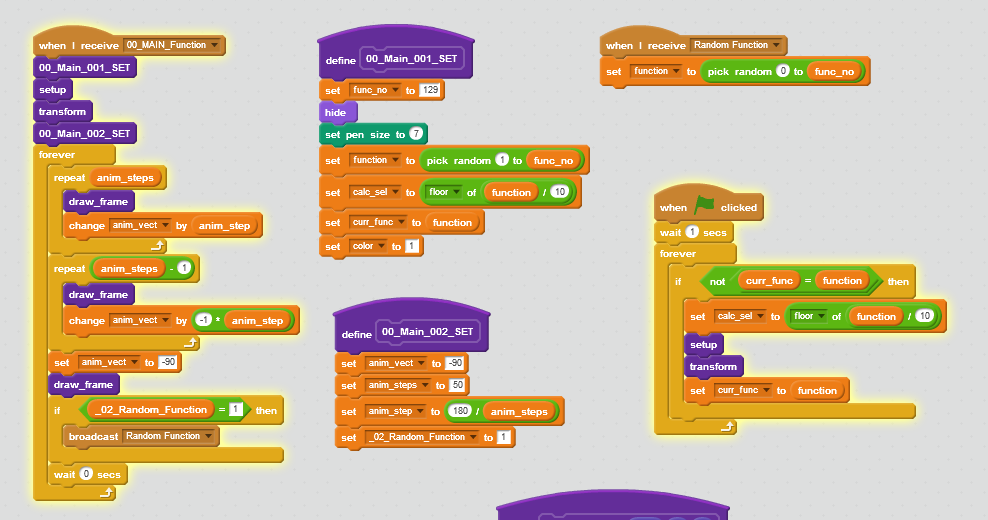 when I receive 00_MAIN_Function
00_Main_001_SET
setup
transform
00_Main_002_SET
forever
repeat anim_steps
draw_frame
change anim_vect by anim_step
repeat anim_steps - 1
draw_frame
change anim_vect by -1 * anim_step
set anim_vect to -90
draw_frame
if _02_Random_Function = 1 then
broadcast Random Function
wait 0 secs
define 00_Main_001_SET
set func_no to 129
hide
set pen size to 7
set function to pick random 1 to func_no
set calc_sel to floor of function / 10
set curr_func to function
set color to 1
define 00_Main_002_SET
set anim_vect to -90
set anim_steps to 50
set anim_step to 180 / anim_steps
set _02_Random_Function to 1
when I receive Random Function
set function to pick random 0 to func_no
when clicked
wait 1 secs
forever
if not curr_func = function then
set calc_sel to floor of function / 10
setup
transform
set curr_func to function